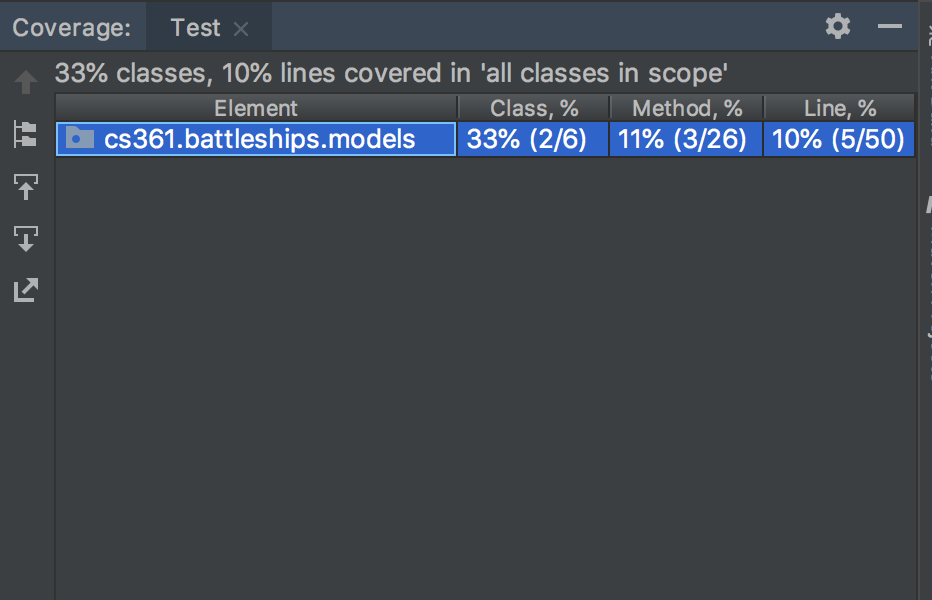 Coverage: Test
33% classes, 10% lines covered in 'all classes in scope'
Element Class, % Method, % Line, %
cs361.battleships.models 33% (2/6) 11% (3/26) 10% (5/50)